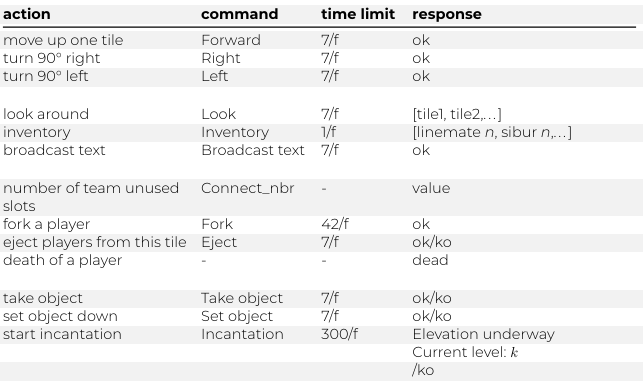 action command time limit response
move up one tile Forward 7/f ok
turn 90° right Right 7/f ok
turn 90° left Left 7/f ok
look around Look 7/f [tile1, tile2,...]
inventory Inventory 1/f [linemate n, sibur n,...]
broadcast text Broadcast text 7/f ok
number of team unused Connect_nbr - value
slots
fork a player Fork 42/f ok
eject players from this tile Eject 7/f ok/ko
death of a player - - dead
take object Take object 7/f ok/ko
set object down Set object 7/f ok/ko
start incantation Incantation 300/f Elevation underway
Current level: k
/ko